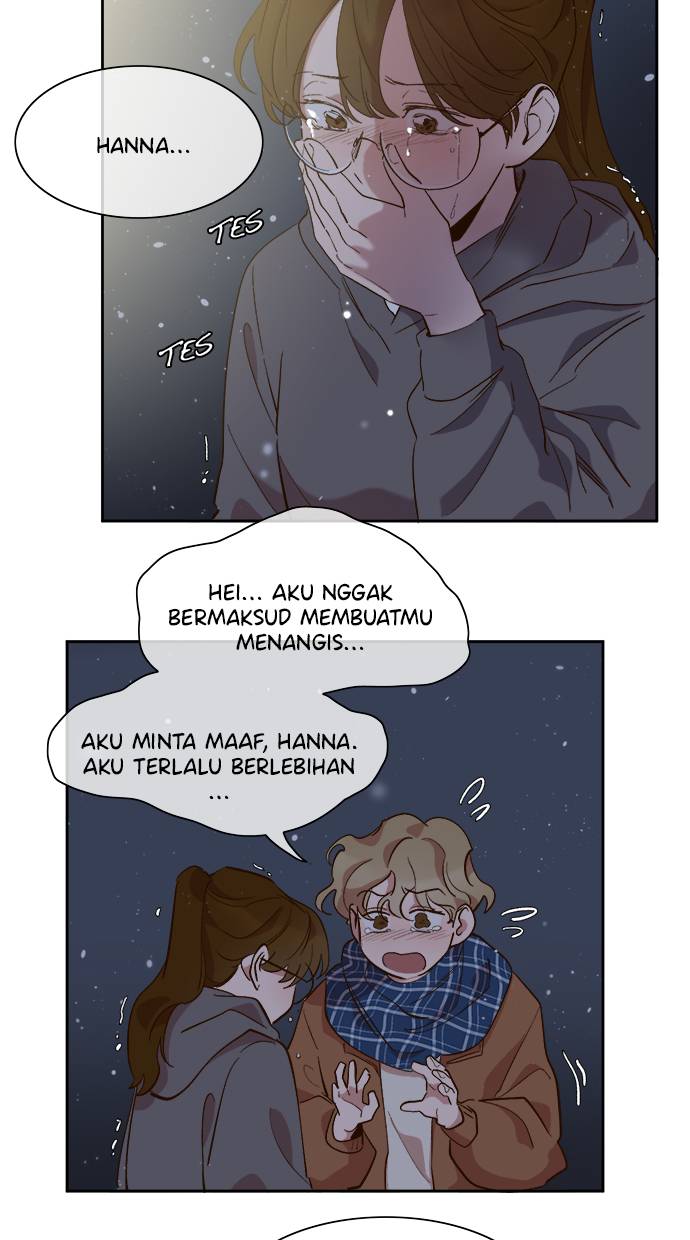 HANNA...
TES
TES
HEI... AKU NGGAK
BERMAKSUD MEMBUATMU
MENANGIS...
AKU MINTA MAAF, HANNA.
AKU TERLALU BERLEBIHAN
...